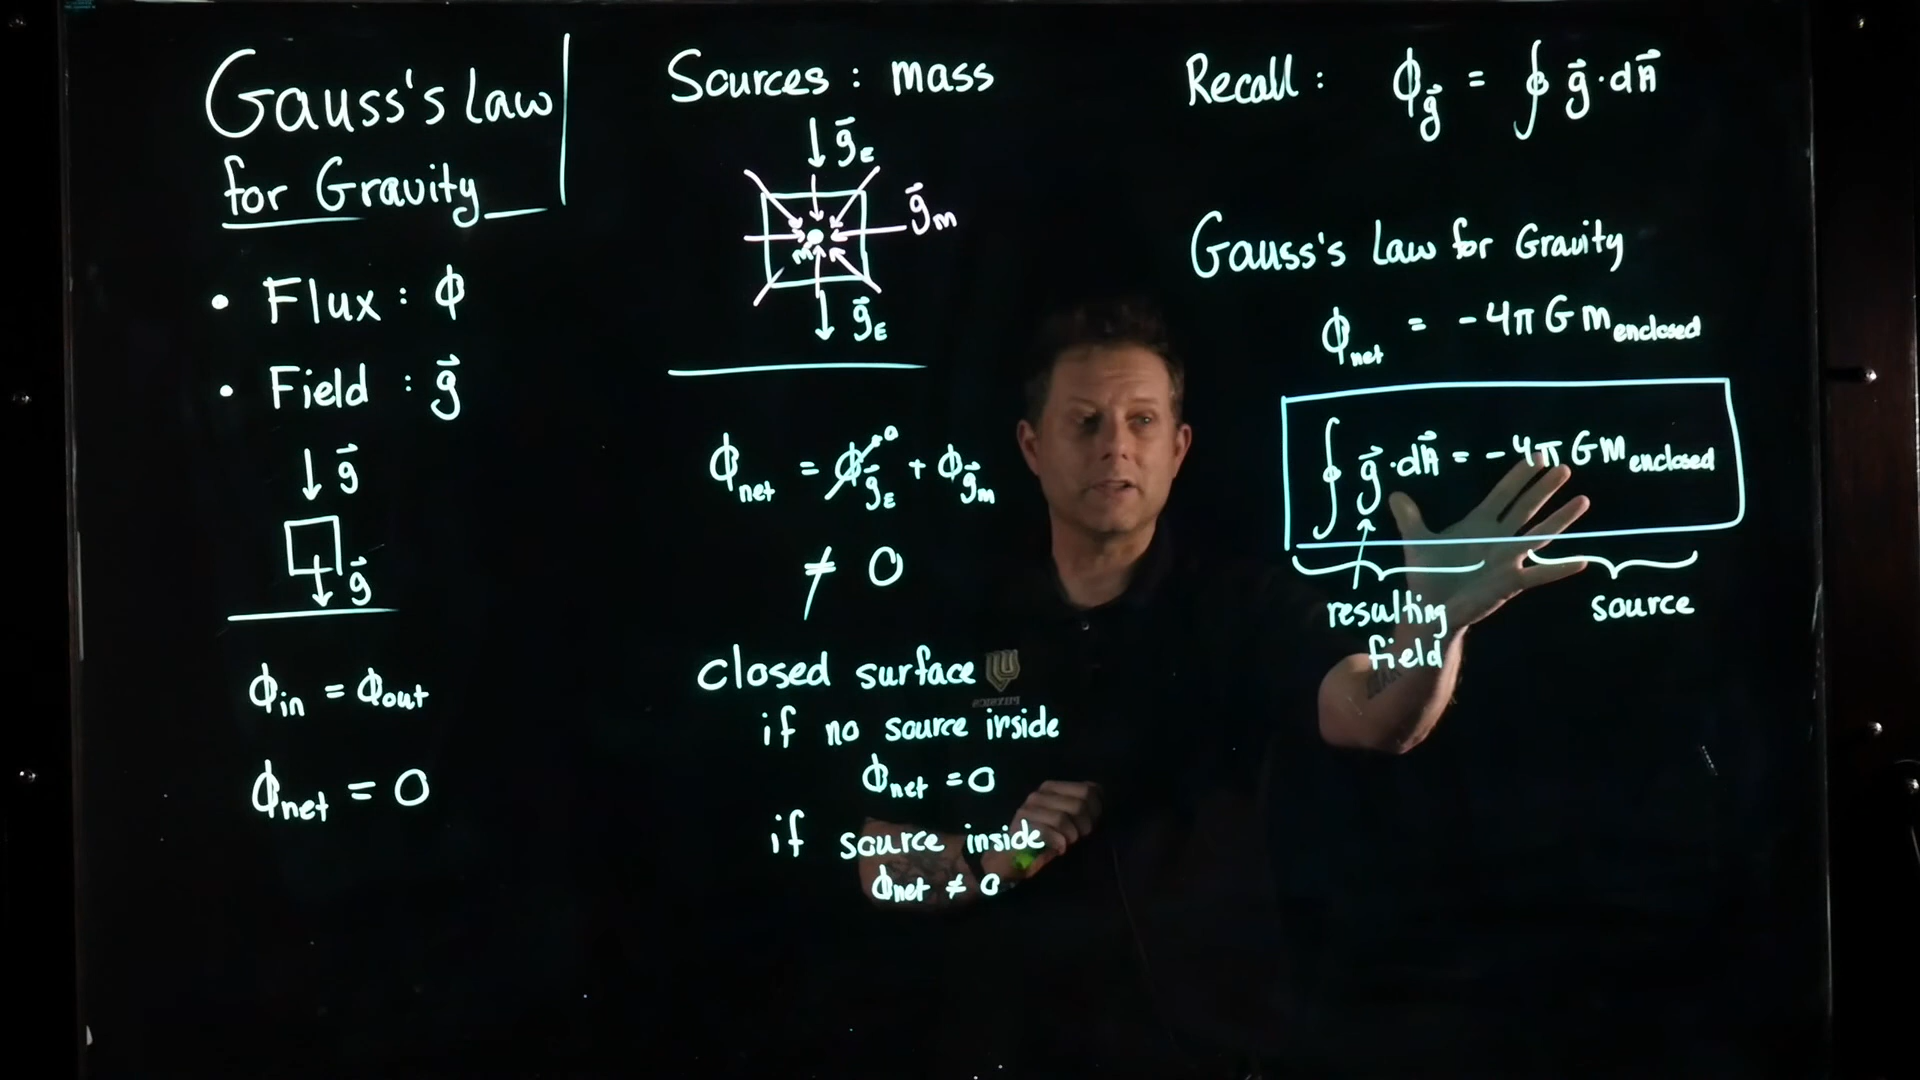 Gauss's Law
for Gravity
• Flux : Φ
• Field : g⃗
↓ g⃗
g⃗
Φin = Φout
Φnet = 0
Sources : mass
↓ g⃗E
g⃗m
m
↓ g⃗E
Φnet = Φg⃗E→0 + Φg⃗m
≠ 0
closed surface
if no source inside
Φnet = 0
if source inside
Φnet ≠ 0
Recall : Φg⃗ = ∮ g⃗ · dA⃗
Gauss's Law for Gravity
Φnet = -4π G menclosed
∮ g⃗ · dA⃗ = -4π G menclosed
resulting
field
source
PHYSICS